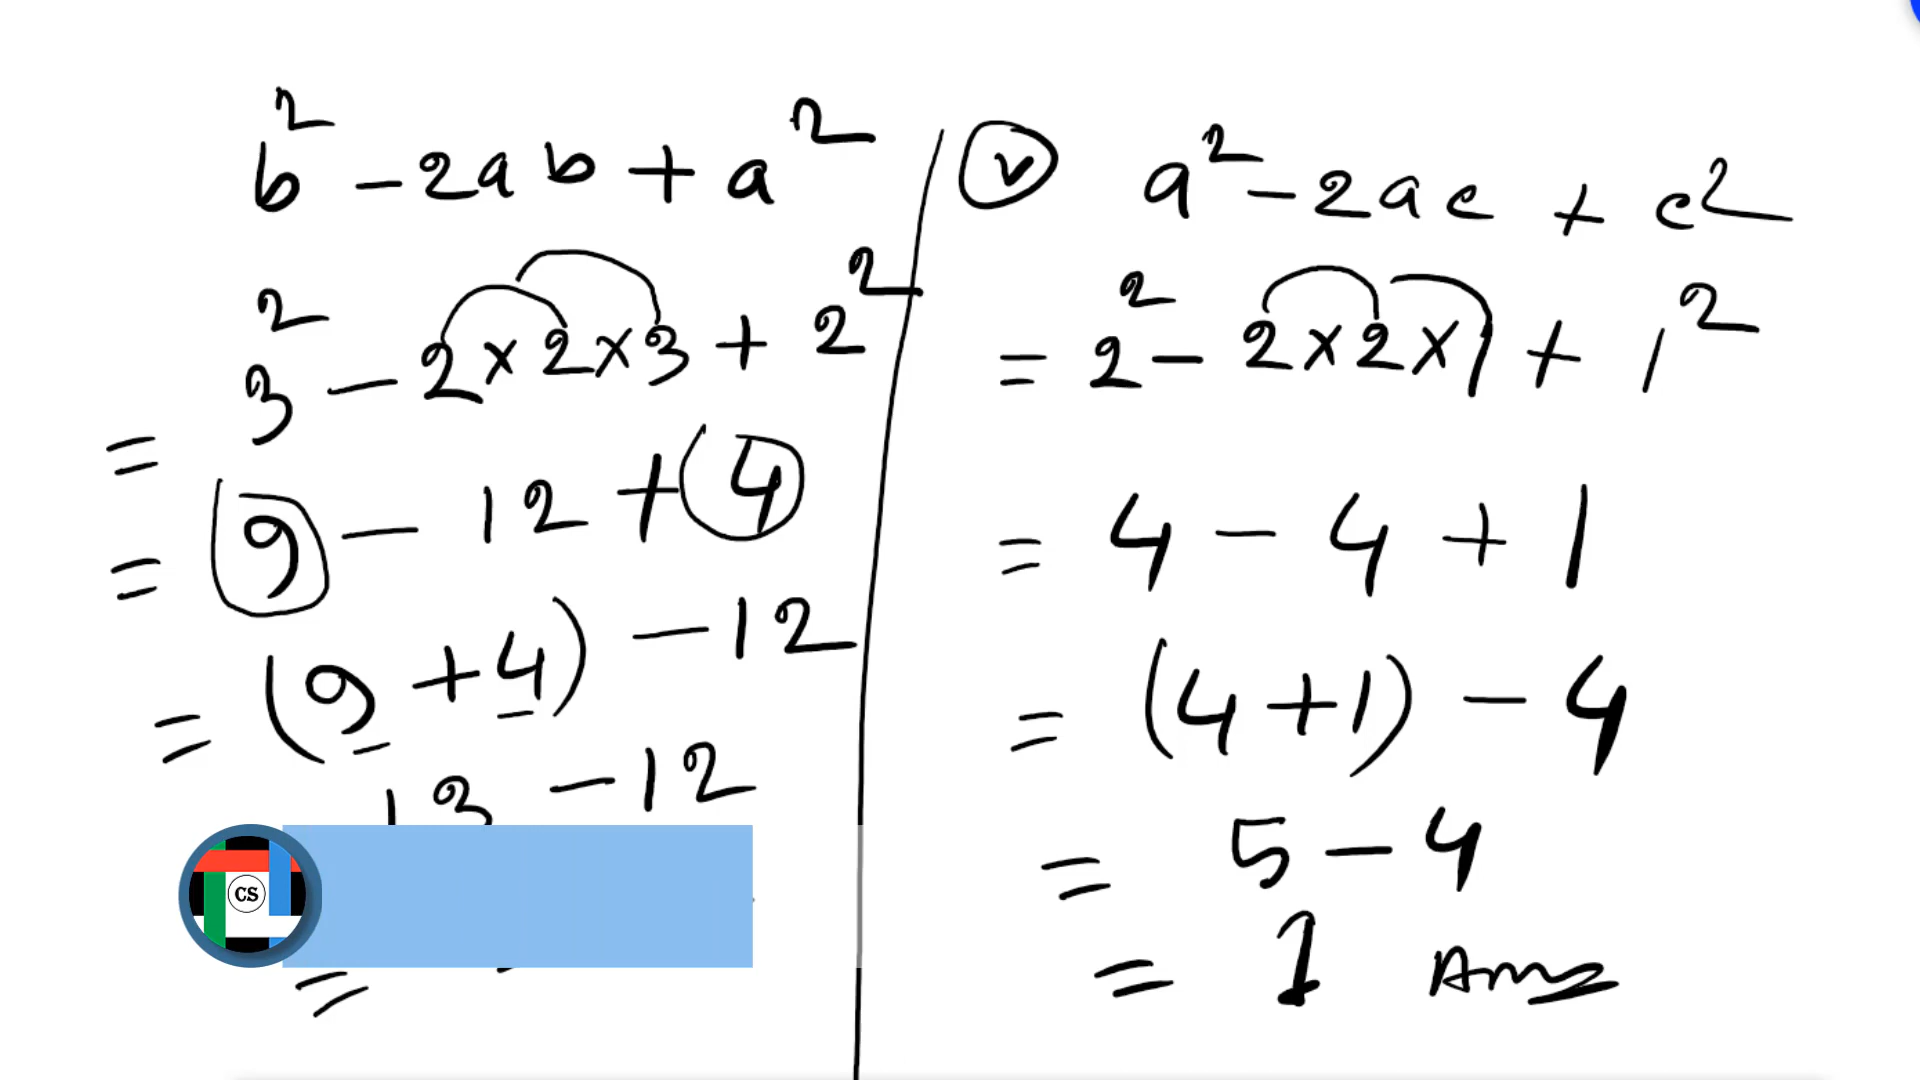 b² - 2ab + a²
= 3² - 2×2×3 + 2²
= 9 - 12 + 4
= (9 + 4) - 12
13 - 12
=
CS
(v) a² - 2ac + c²
= 2² - 2×2×1 + 1²
= 4 - 4 + 1
= (4 + 1) - 4
= 5 - 4
= 1 Ans